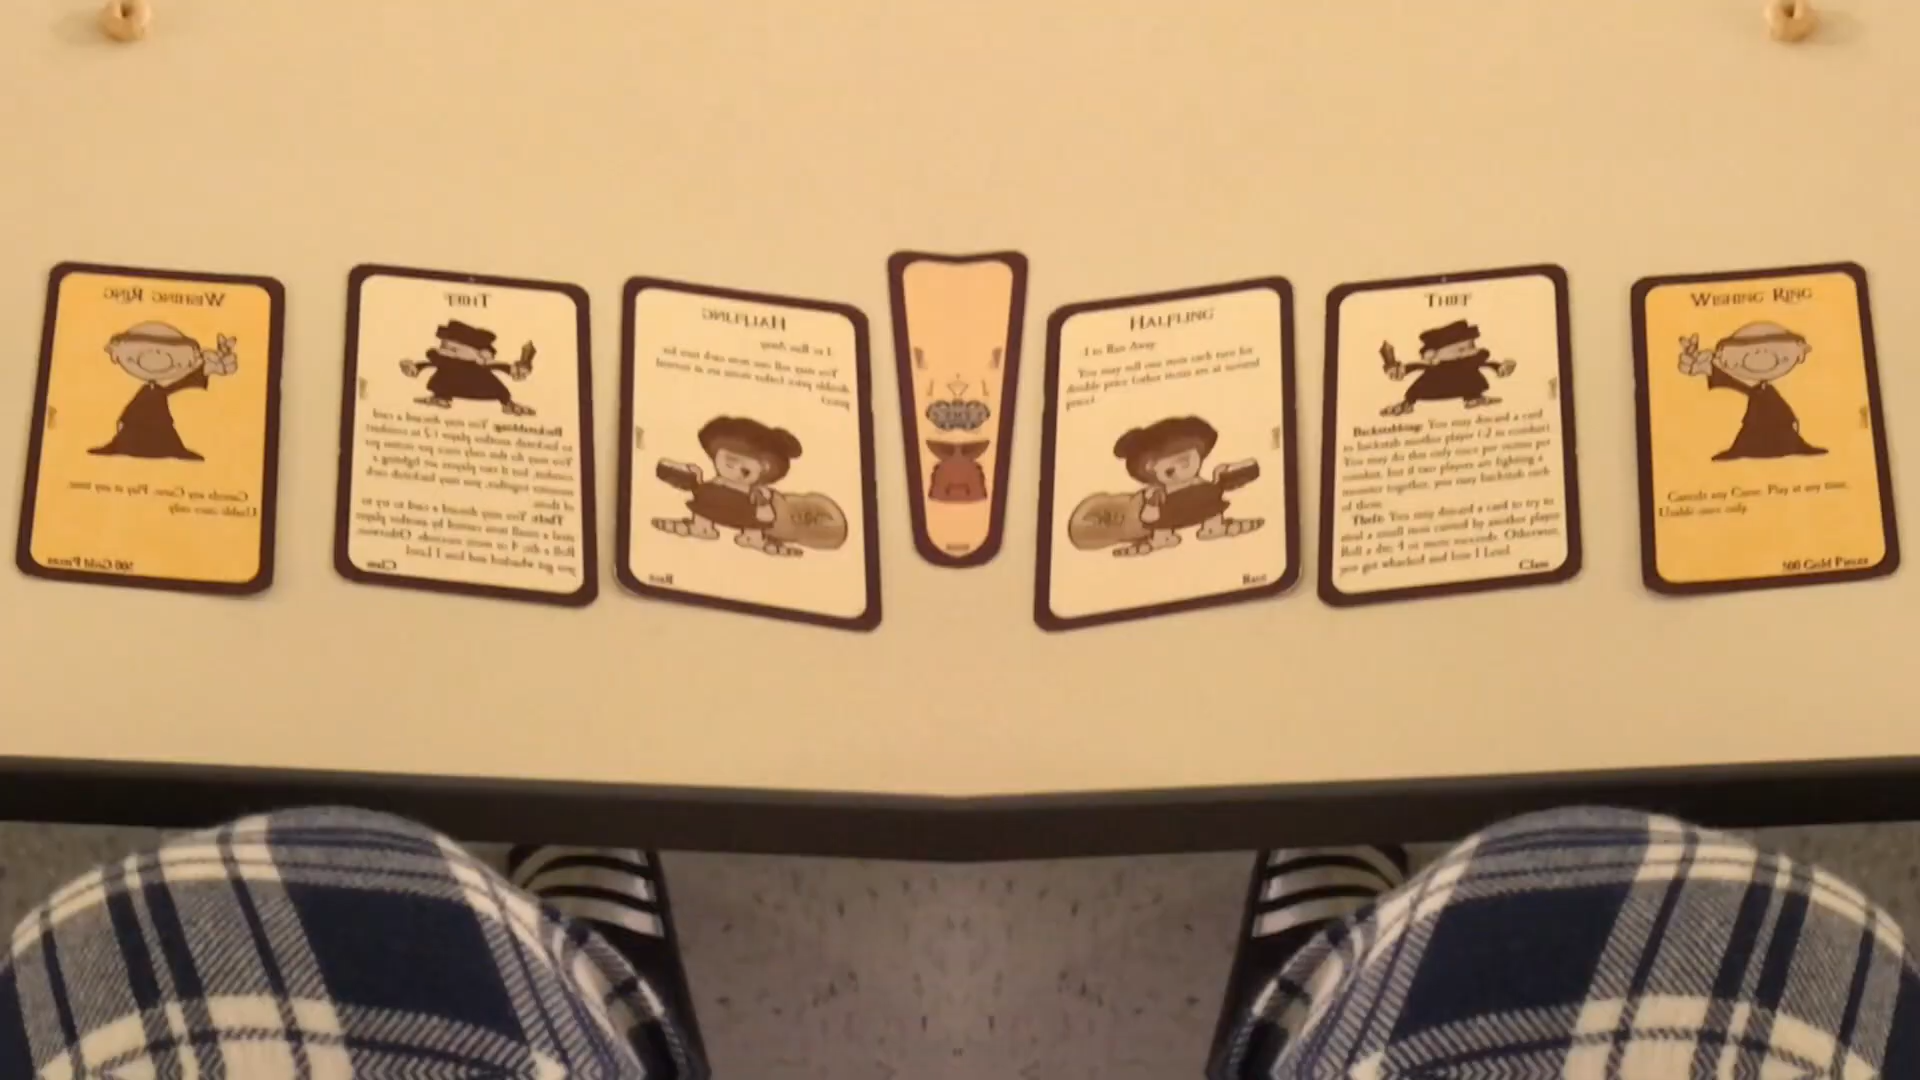 HALFLING
-1 to Run Away
You may sell one item each turn for
double price (other items are at normal
price)
Race
THIEF
Backstabbing: You may discard a card
to backstab another player (-2 in combat)
You may do this only once per victim per
combat, but if two players are fighting a
monster together, you may backstab each
of them.
Theft: You may discard a card to try to
steal a small item carried by another player
Roll a die; 4 or more succeeds. Otherwise,
you get whacked and lose 1 Level
Class
WISHING RING
Cancels any Curse. Play at any time.
Usable once only.
500 Gold Pieces